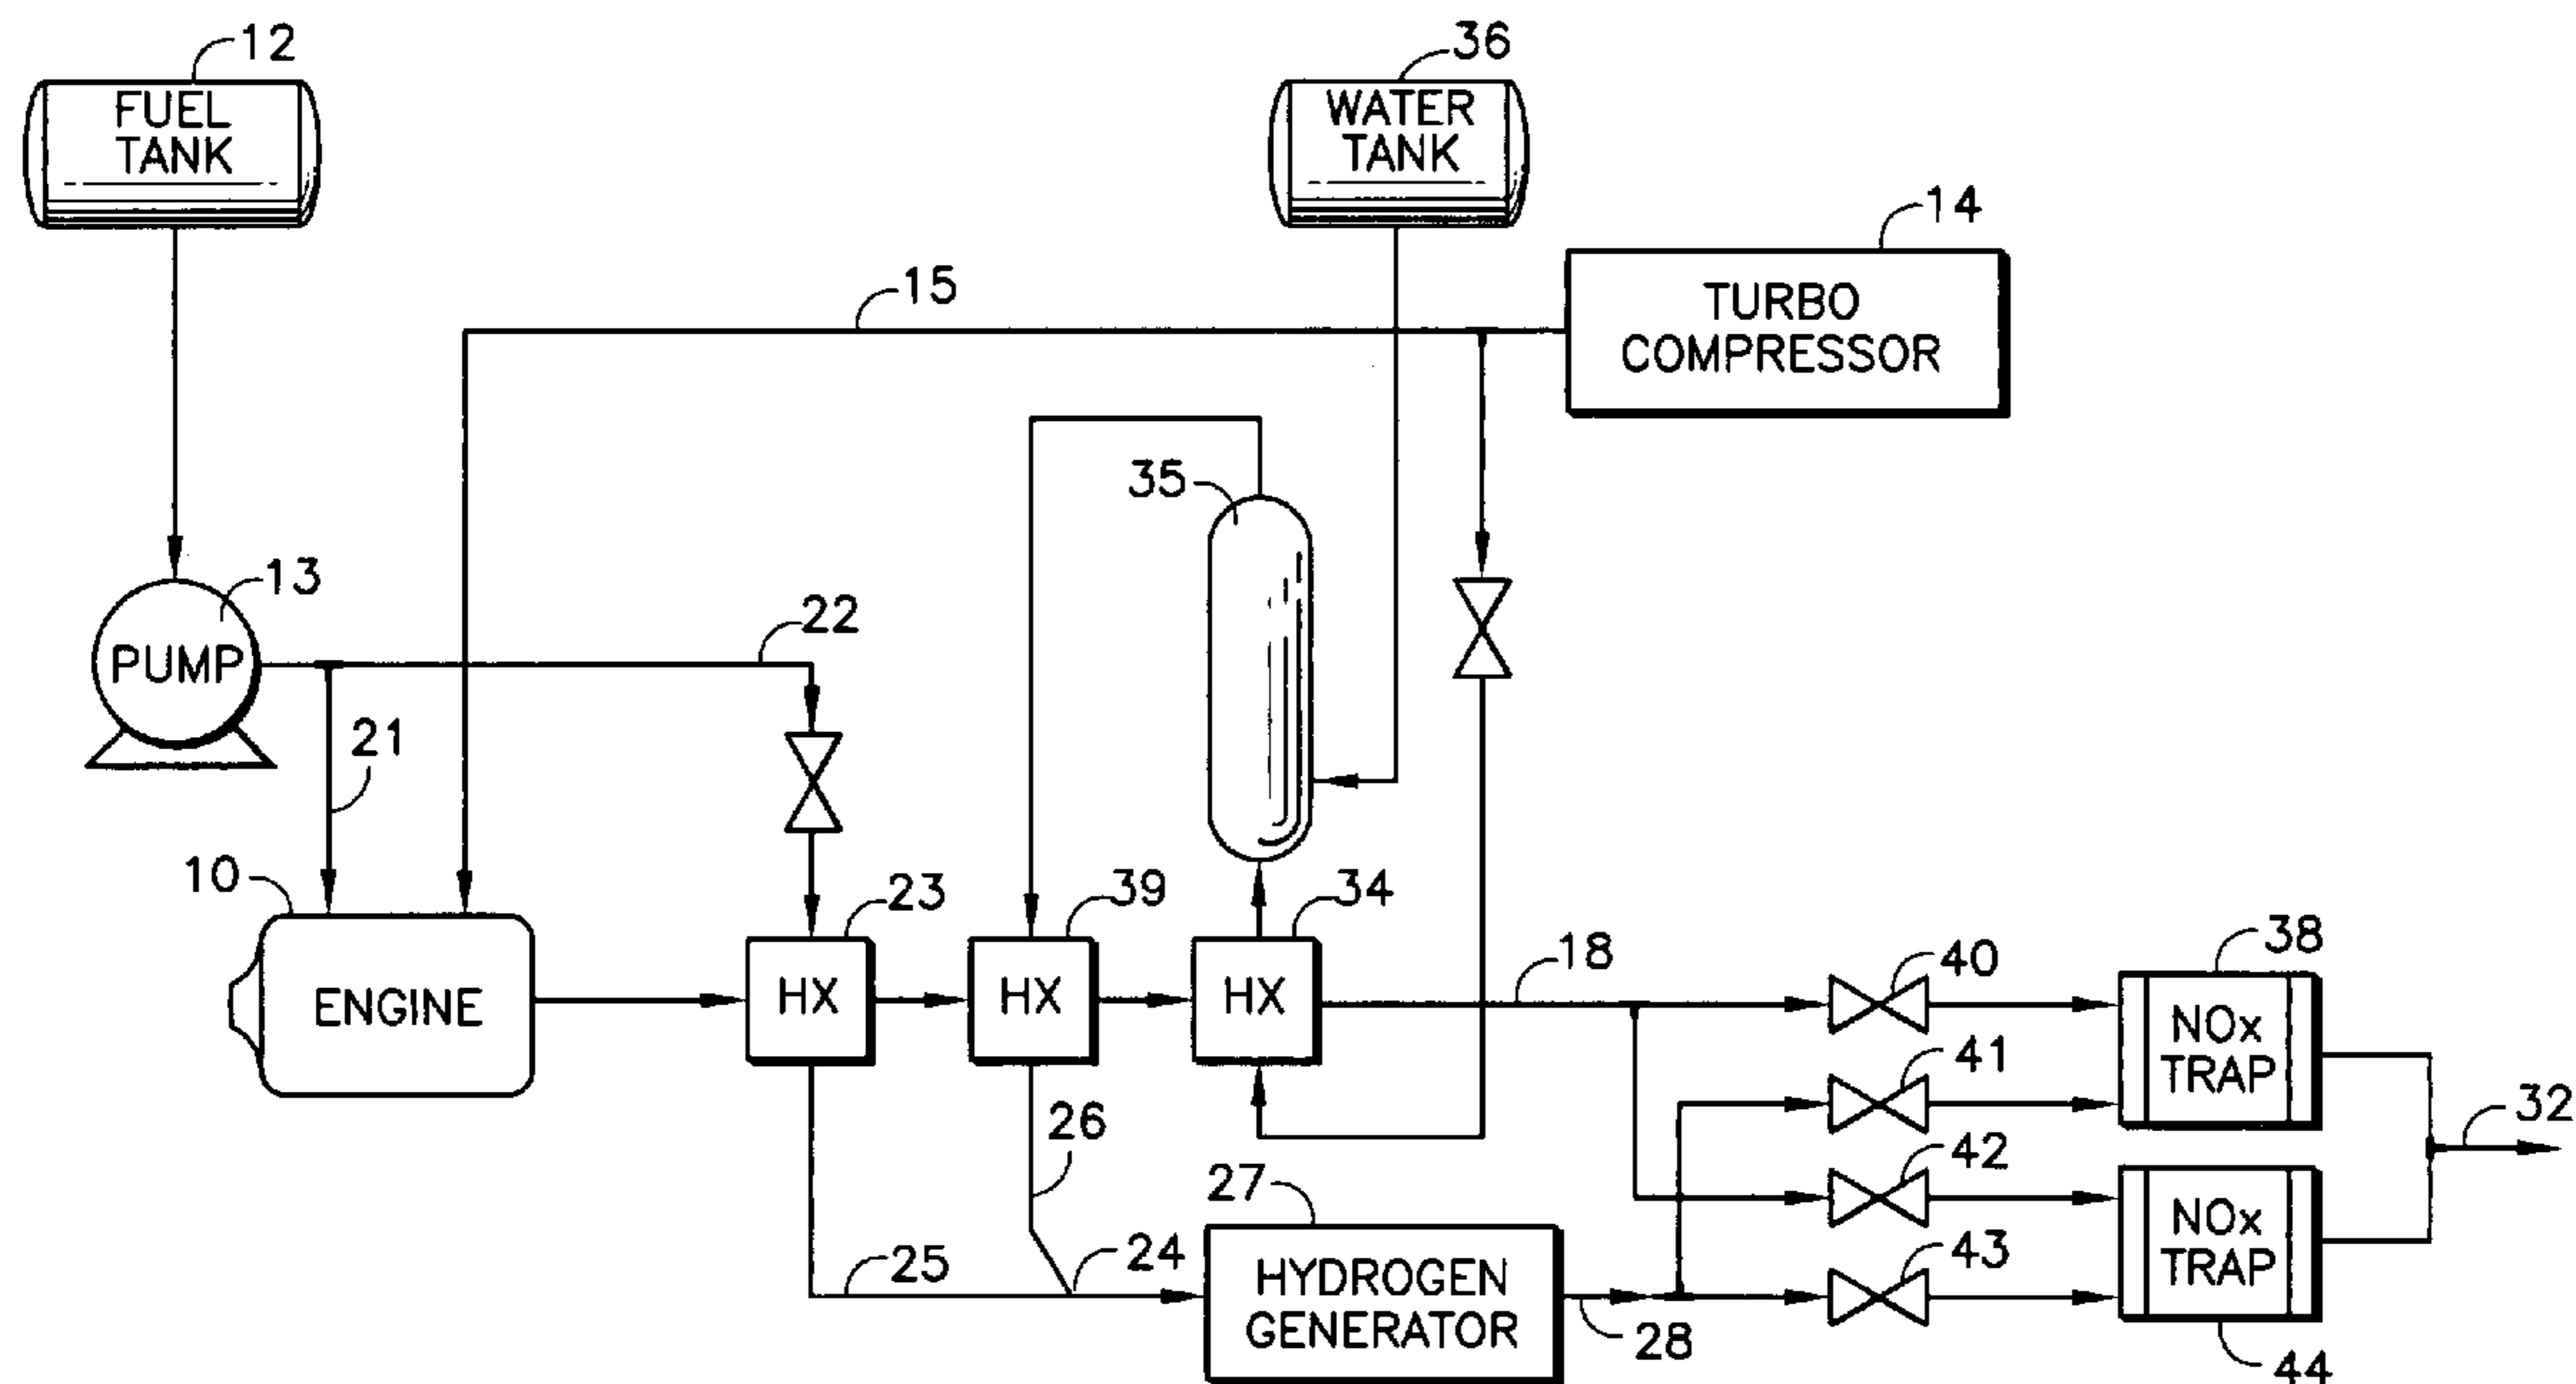 12
36
FUEL
TANK
WATER
TANK
14
15
TURBO
COMPRESSOR
35
13
22
PUMP
21
10
23
39
34
38
18
40
ENGINE
HX
HX
HX
NOx
TRAP
41
32
26
42
27
NOx
TRAP
25
24
43
HYDROGEN
GENERATOR
28
44